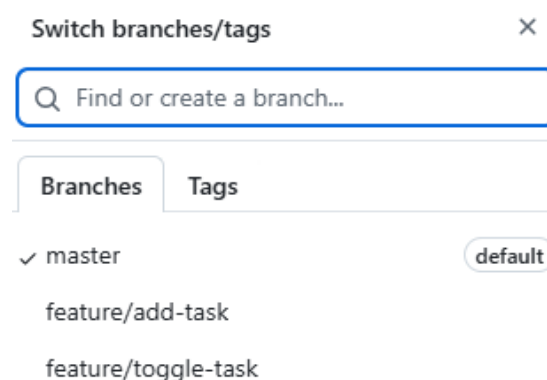 Switch branches/tags
Find or create a branch...
Branches Tags
master default
feature/add-task
feature/toggle-task